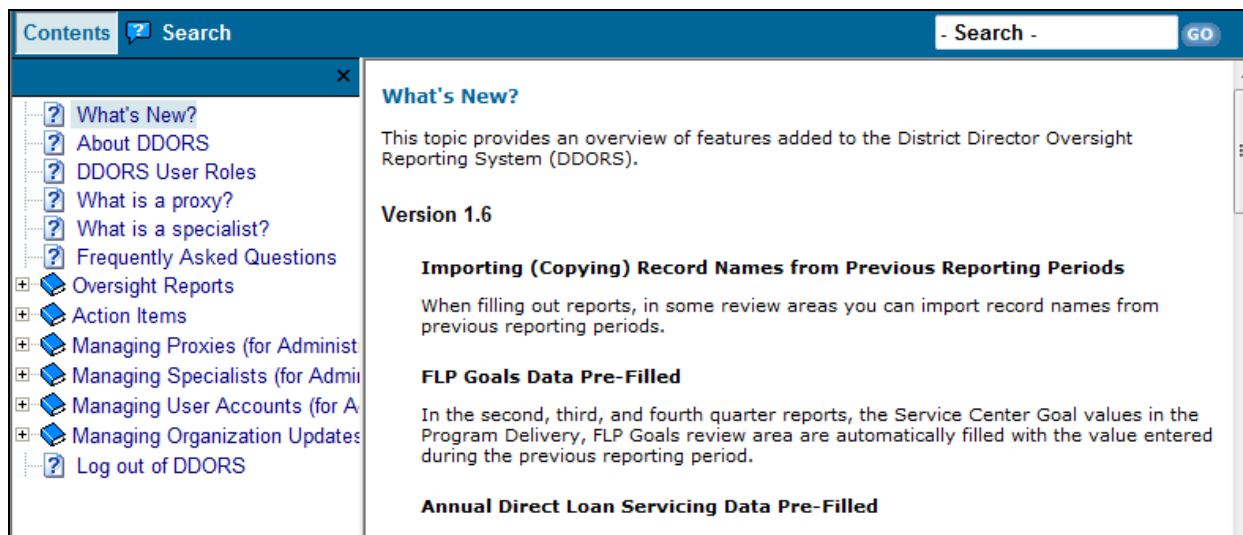 Contents Search - Search - GO
What's New?
About DDORS
DDORS User Roles
What is a proxy?
What is a specialist?
Frequently Asked Questions
Oversight Reports
Action Items
Managing Proxies (for Administ
Managing Specialists (for Admi
Managing User Accounts (for A
Managing Organization Updates
Log out of DDORS
What's New?
This topic provides an overview of features added to the District Director Oversight
Reporting System (DDORS).
Version 1.6
Importing (Copying) Record Names from Previous Reporting Periods
When filling out reports, in some review areas you can import record names from
previous reporting periods.
FLP Goals Data Pre-Filled
In the second, third, and fourth quarter reports, the Service Center Goal values in the
Program Delivery, FLP Goals review area are automatically filled with the value entered
during the previous reporting period.
Annual Direct Loan Servicing Data Pre-Filled